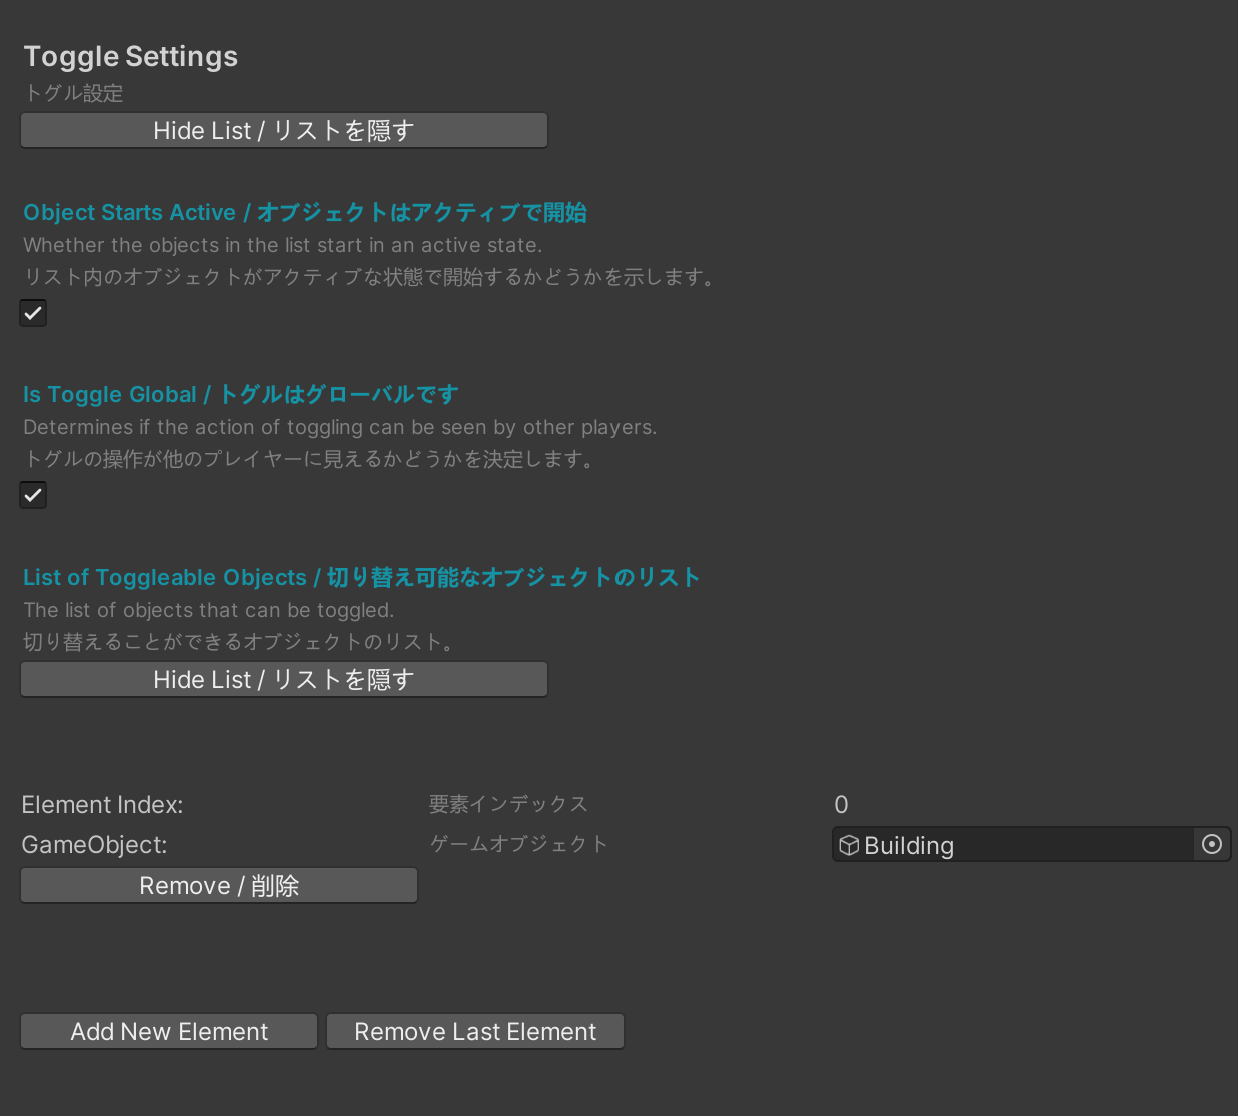 Toggle Settings
トグル設定
Hide List / リストを隠す
Object Starts Active / オブジェクトはアクティブで開始
Whether the objects in the list start in an active state.
リスト内のオブジェクトがアクティブな状態で開始するかどうかを示します。
Is Toggle Global / トグルはグローバルです
Determines if the action of toggling can be seen by other players.
トグルの操作が他のプレイヤーに見えるかどうかを決定します。
List of Toggleable Objects / 切り替え可能なオブジェクトのリスト
The list of objects that can be toggled.
切り替えることができるオブジェクトのリスト。
Hide List / リストを隠す
Element Index: 要素インデックス 0
GameObject: ゲームオブジェクト Building
Remove / 削除
Add New Element Remove Last Element